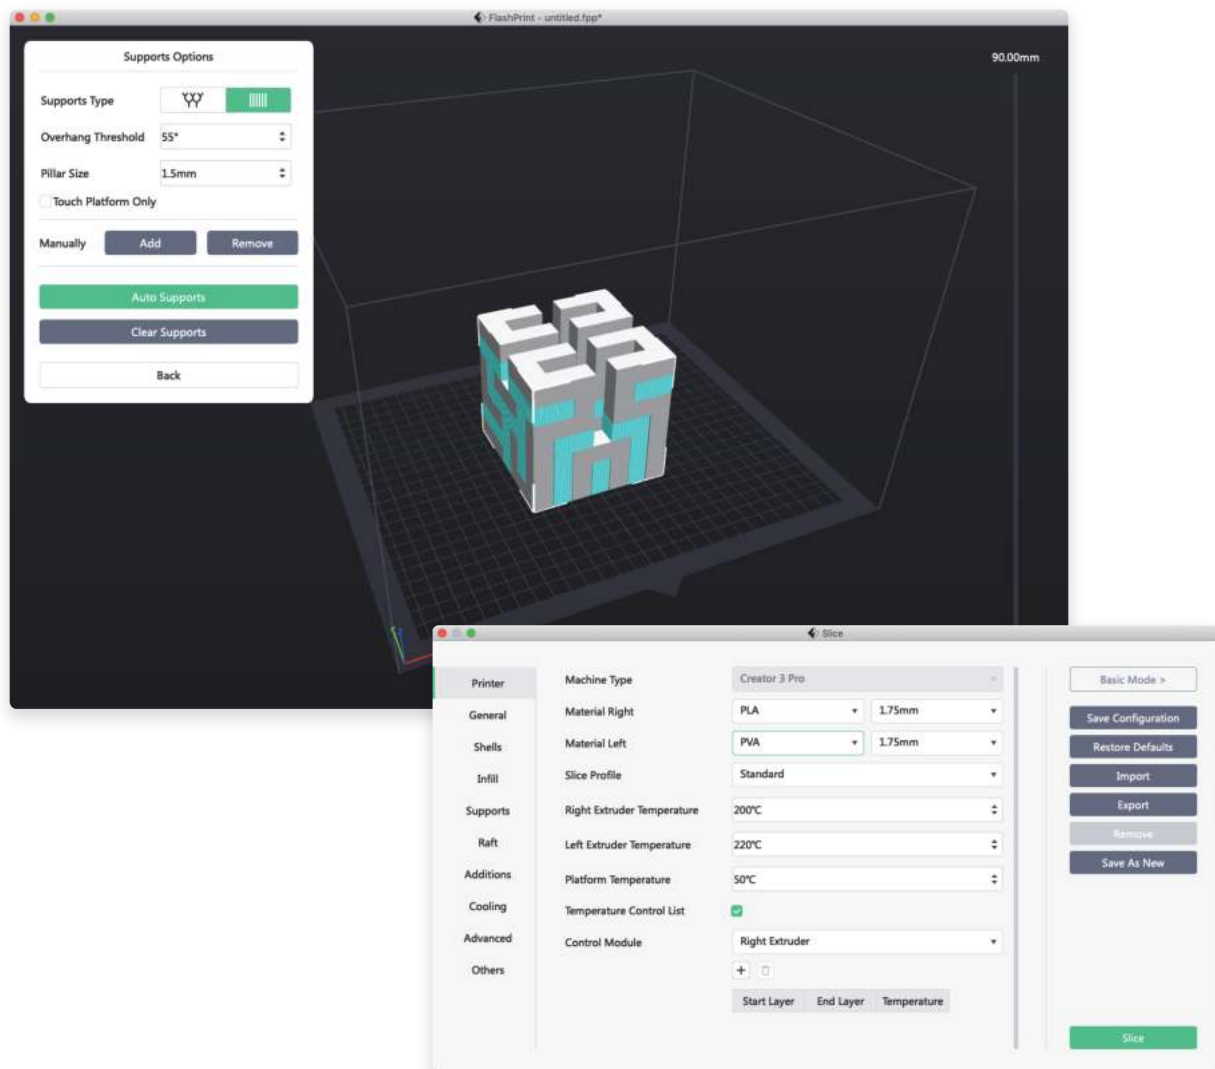 FlashPrint - untitled.fpp*
Supports Options
90.00mm
Supports Type
Overhang Threshold 55°
Pillar Size 1.5mm
Touch Platform Only
Manually Add Remove
Auto Supports
Clear Supports
Back
Slice
Printer
General
Shells
Infill
Supports
Raft
Additions
Cooling
Advanced
Others
Machine Type Creator 3 Pro
Material Right PLA 1.75mm
Material Left PVA 1.75mm
Slice Profile Standard
Right Extruder Temperature 200℃
Left Extruder Temperature 220℃
Platform Temperature 50℃
Temperature Control List
Control Module Right Extruder
+
Start Layer End Layer Temperature
Basic Mode >
Save Configuration
Restore Defaults
Import
Export
Remove
Save As New
Slice